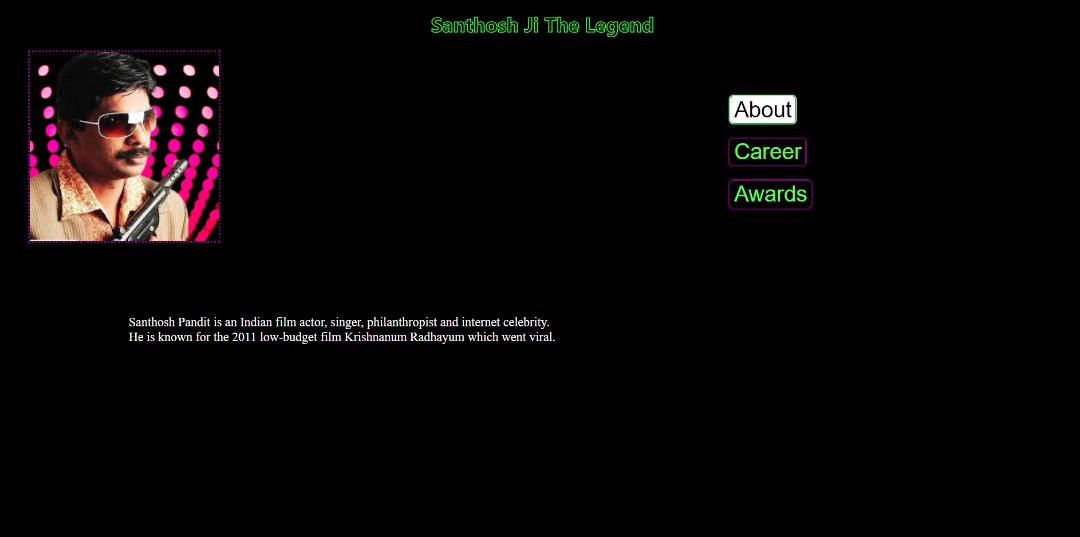 Santhosh Ji The Legend
About
Career
Awards
Santhosh Pandit is an Indian film actor, singer, philanthropist and internet celebrity.
He is known for the 2011 low-budget film Krishnanum Radhayum which went viral.